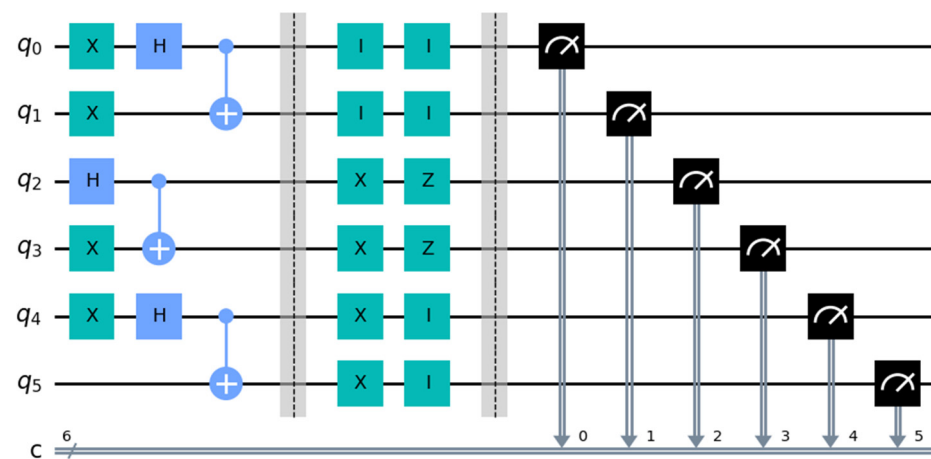 q0 X H I I
q1 X I I
q2 H X Z
q3 X X Z
q4 X H X I
q5 X I
c 6 0 1 2 3 4 5